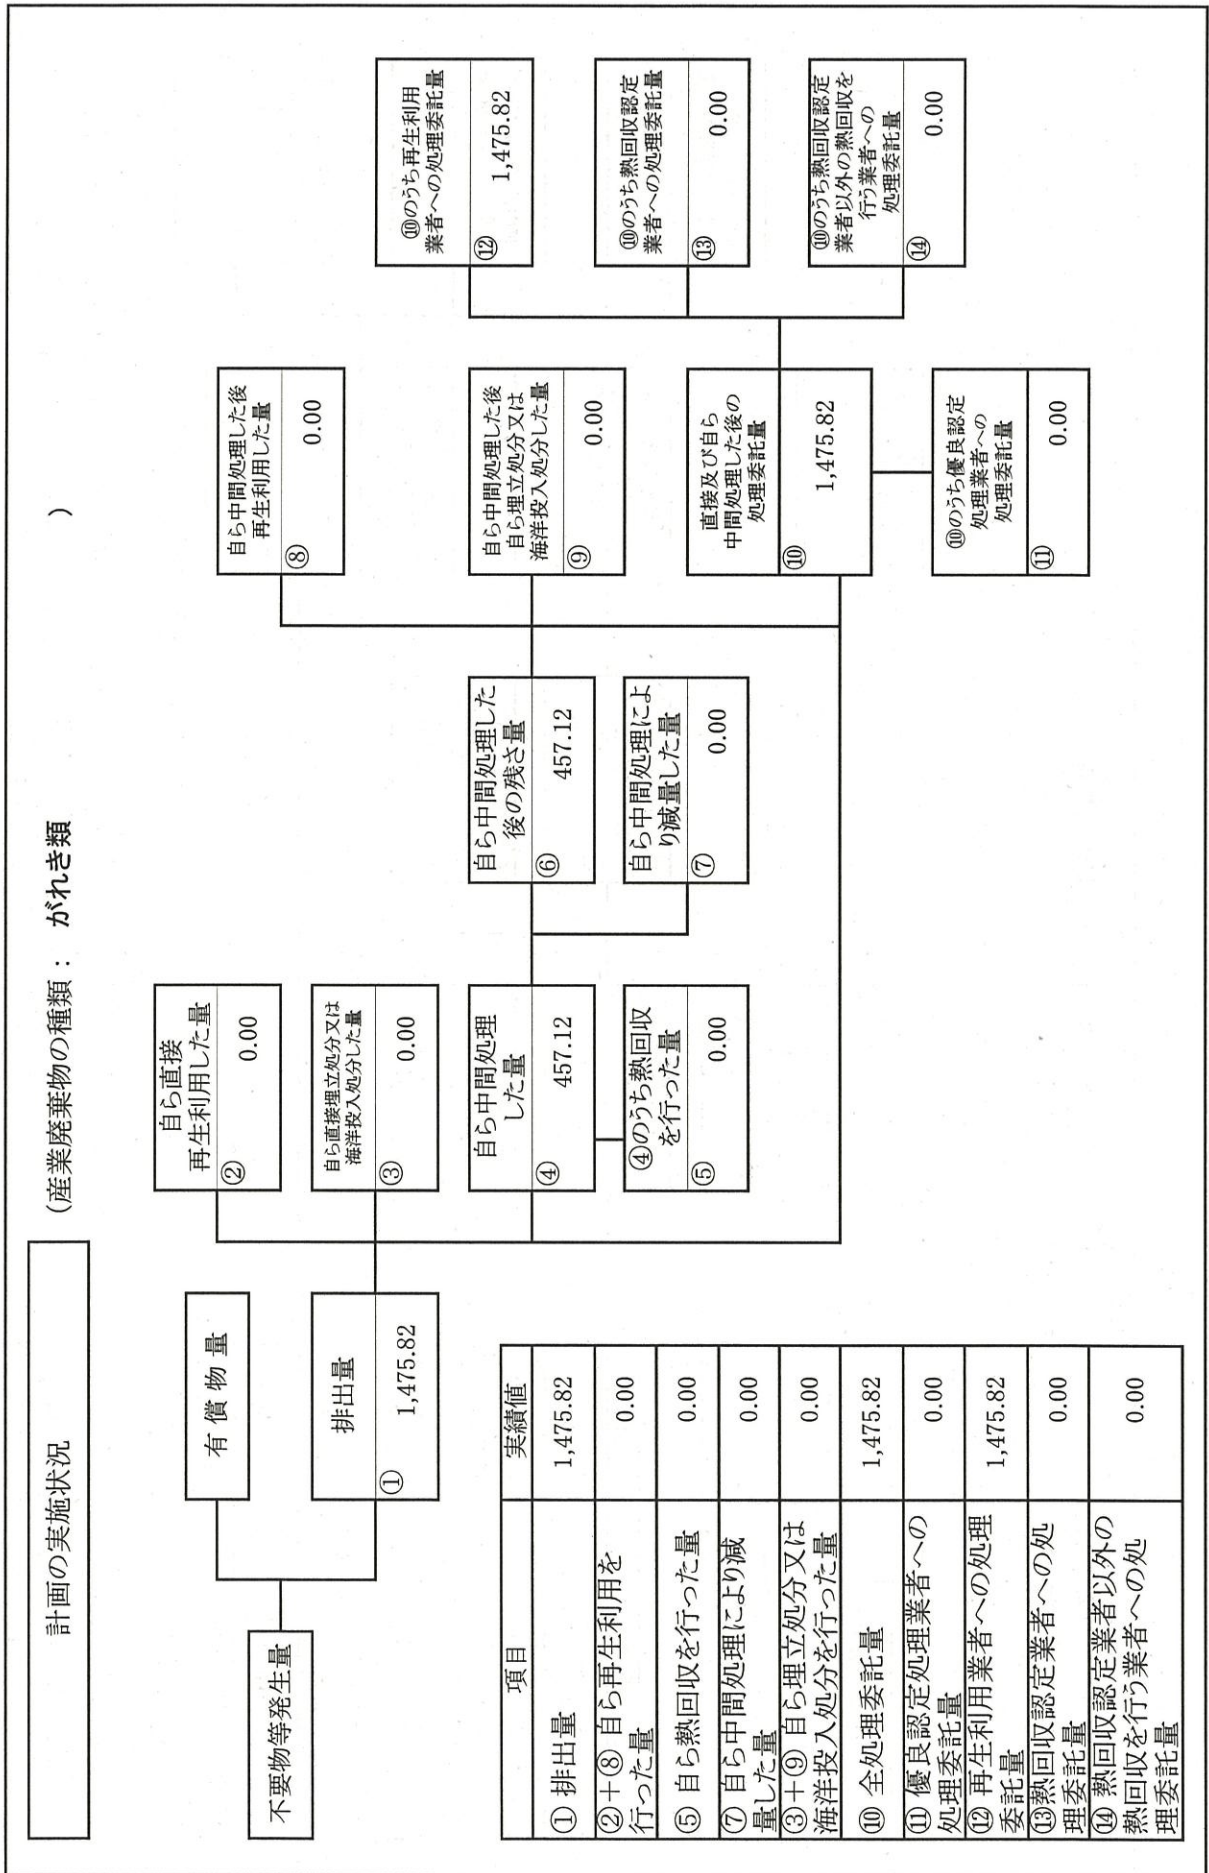 計画の実施状況
(産業廃棄物の種類： がれき類 )
不要物等発生量
有 償 物 量
排出量
① 1,475.82
自ら直接
再生利用した量
② 0.00
自ら直接埋立処分又は
海洋投入処分した量
③ 0.00
自ら中間処理
した量
④ 457.12
④のうち熱回収
を行った量
⑤ 0.00
自ら中間処理した
後の残さ量
⑥ 457.12
自ら中間処理によ
り減量した量
⑦ 0.00
自ら中間処理した後
再生利用した量
⑧ 0.00
自ら中間処理した後
自ら埋立処分又は
海洋投入処分した量
⑨ 0.00
直接及び自ら
中間処理した後の
処理委託量
⑩ 1,475.82
⑩のうち優良認定
処理業者への
処理委託量
⑪ 0.00
⑩のうち再生利用
業者への処理委託量
⑫ 1,475.82
⑩のうち熱回収認定
業者への処理委託量
⑬ 0.00
⑩のうち熱回収認定
業者以外の熱回収を
行う業者への
処理委託量
⑭ 0.00
項目 実績値
① 排出量 1,475.82
②＋⑧ 自ら再生利用を
行った量 0.00
⑤ 自ら熱回収を行った量 0.00
⑦ 自ら中間処理により減
量した量 0.00
③＋⑨ 自ら埋立処分又は
海洋投入処分を行った量 0.00
⑩ 全処理委託量 1,475.82
⑪ 優良認定処理業者への
処理委託量 0.00
⑫ 再生利用業者への処理
委託量 1,475.82
⑬熱回収認定業者への処
理委託量 0.00
⑭ 熱回収認定業者以外の
熱回収を行う業者への処
理委託量 0.00